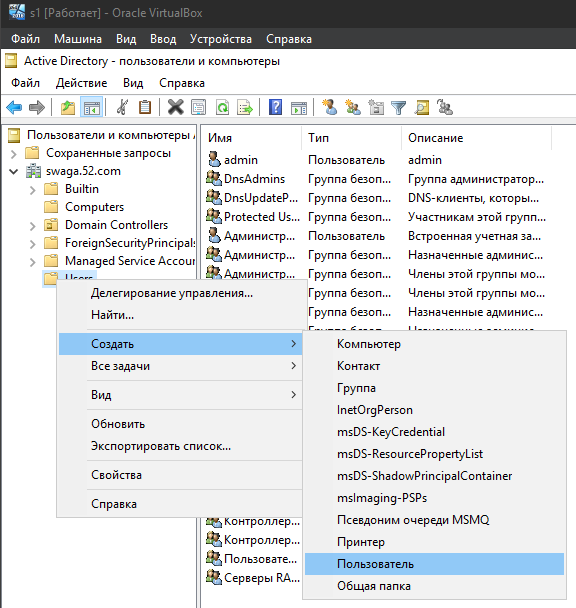 s1 [Работает] - Oracle VirtualBox
Файл Машина Вид Ввод Устройства Справка
Active Directory - пользователи и компьютеры
Файл Действие Вид Справка
Пользователи и компьютеры
Сохраненные запросы
swaga.52.com
Builtin
Computers
Domain Controllers
ForeignSecurityPrincipals
Managed Service Accou
Users
Имя Тип Описание
admin Пользователь admin
DnsAdmins Группа безоп... Группа администратор...
DnsUpdateP... Группа безоп... DNS-клиенты, которы...
Protected Us... Группа безоп... Участникам этой групп...
Администр... Пользователь Встроенная учетная за...
Администр... Группа безоп... Назначенные админис...
Администр... Группа безоп... Члены этой группы мо...
Группа безоп... Члены этой группы мо...
Группа безоп... Назначенные админис...
Группа безоп... Назначенные админис...
Делегирование управления...
Найти...
Создать
Все задачи
Вид
Обновить
Экспортировать список...
Свойства
Справка
Компьютер
Контакт
Группа
InetOrgPerson
msDS-KeyCredential
msDS-ResourcePropertyList
msDS-ShadowPrincipalContainer
msImaging-PSPs
Псевдоним очереди MSMQ
Принтер
Пользователь
Общая папка
Контроллер...
Контроллер...
Пользовате...
Серверы RA...